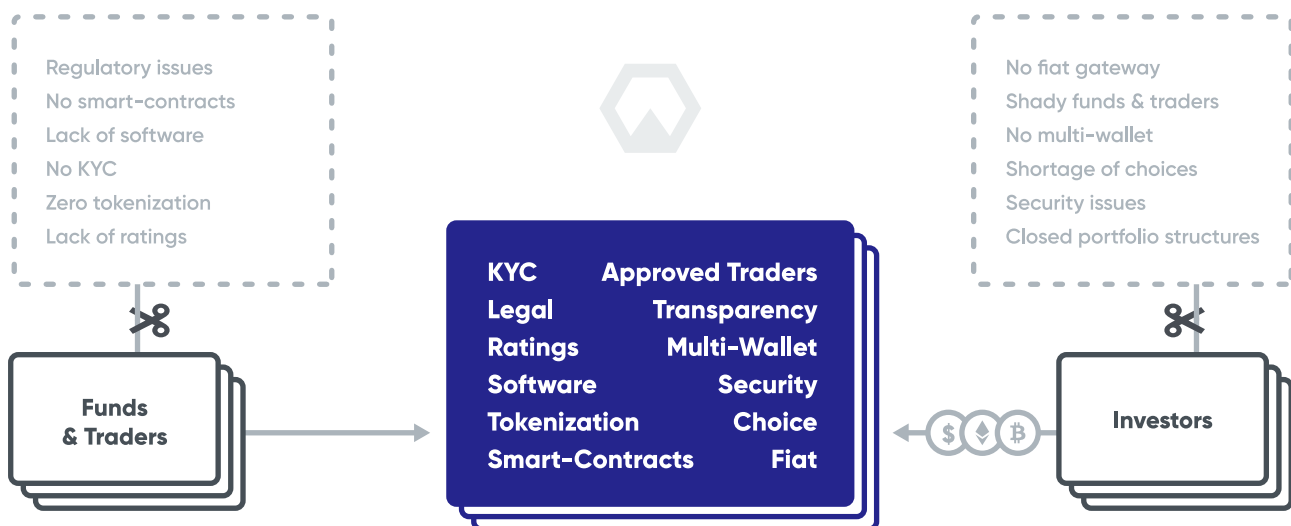 Regulatory issues
No smart-contracts
Lack of software
No KYC
Zero tokenization
Lack of ratings
No fiat gateway
Shady funds & traders
No multi-wallet
Shortage of choices
Security issues
Closed portfolio structures
KYC Approved Traders
Legal Transparency
Ratings Multi-Wallet
Software Security
Tokenization Choice
Smart-Contracts Fiat
Funds
& Traders
$ ₿
Investors